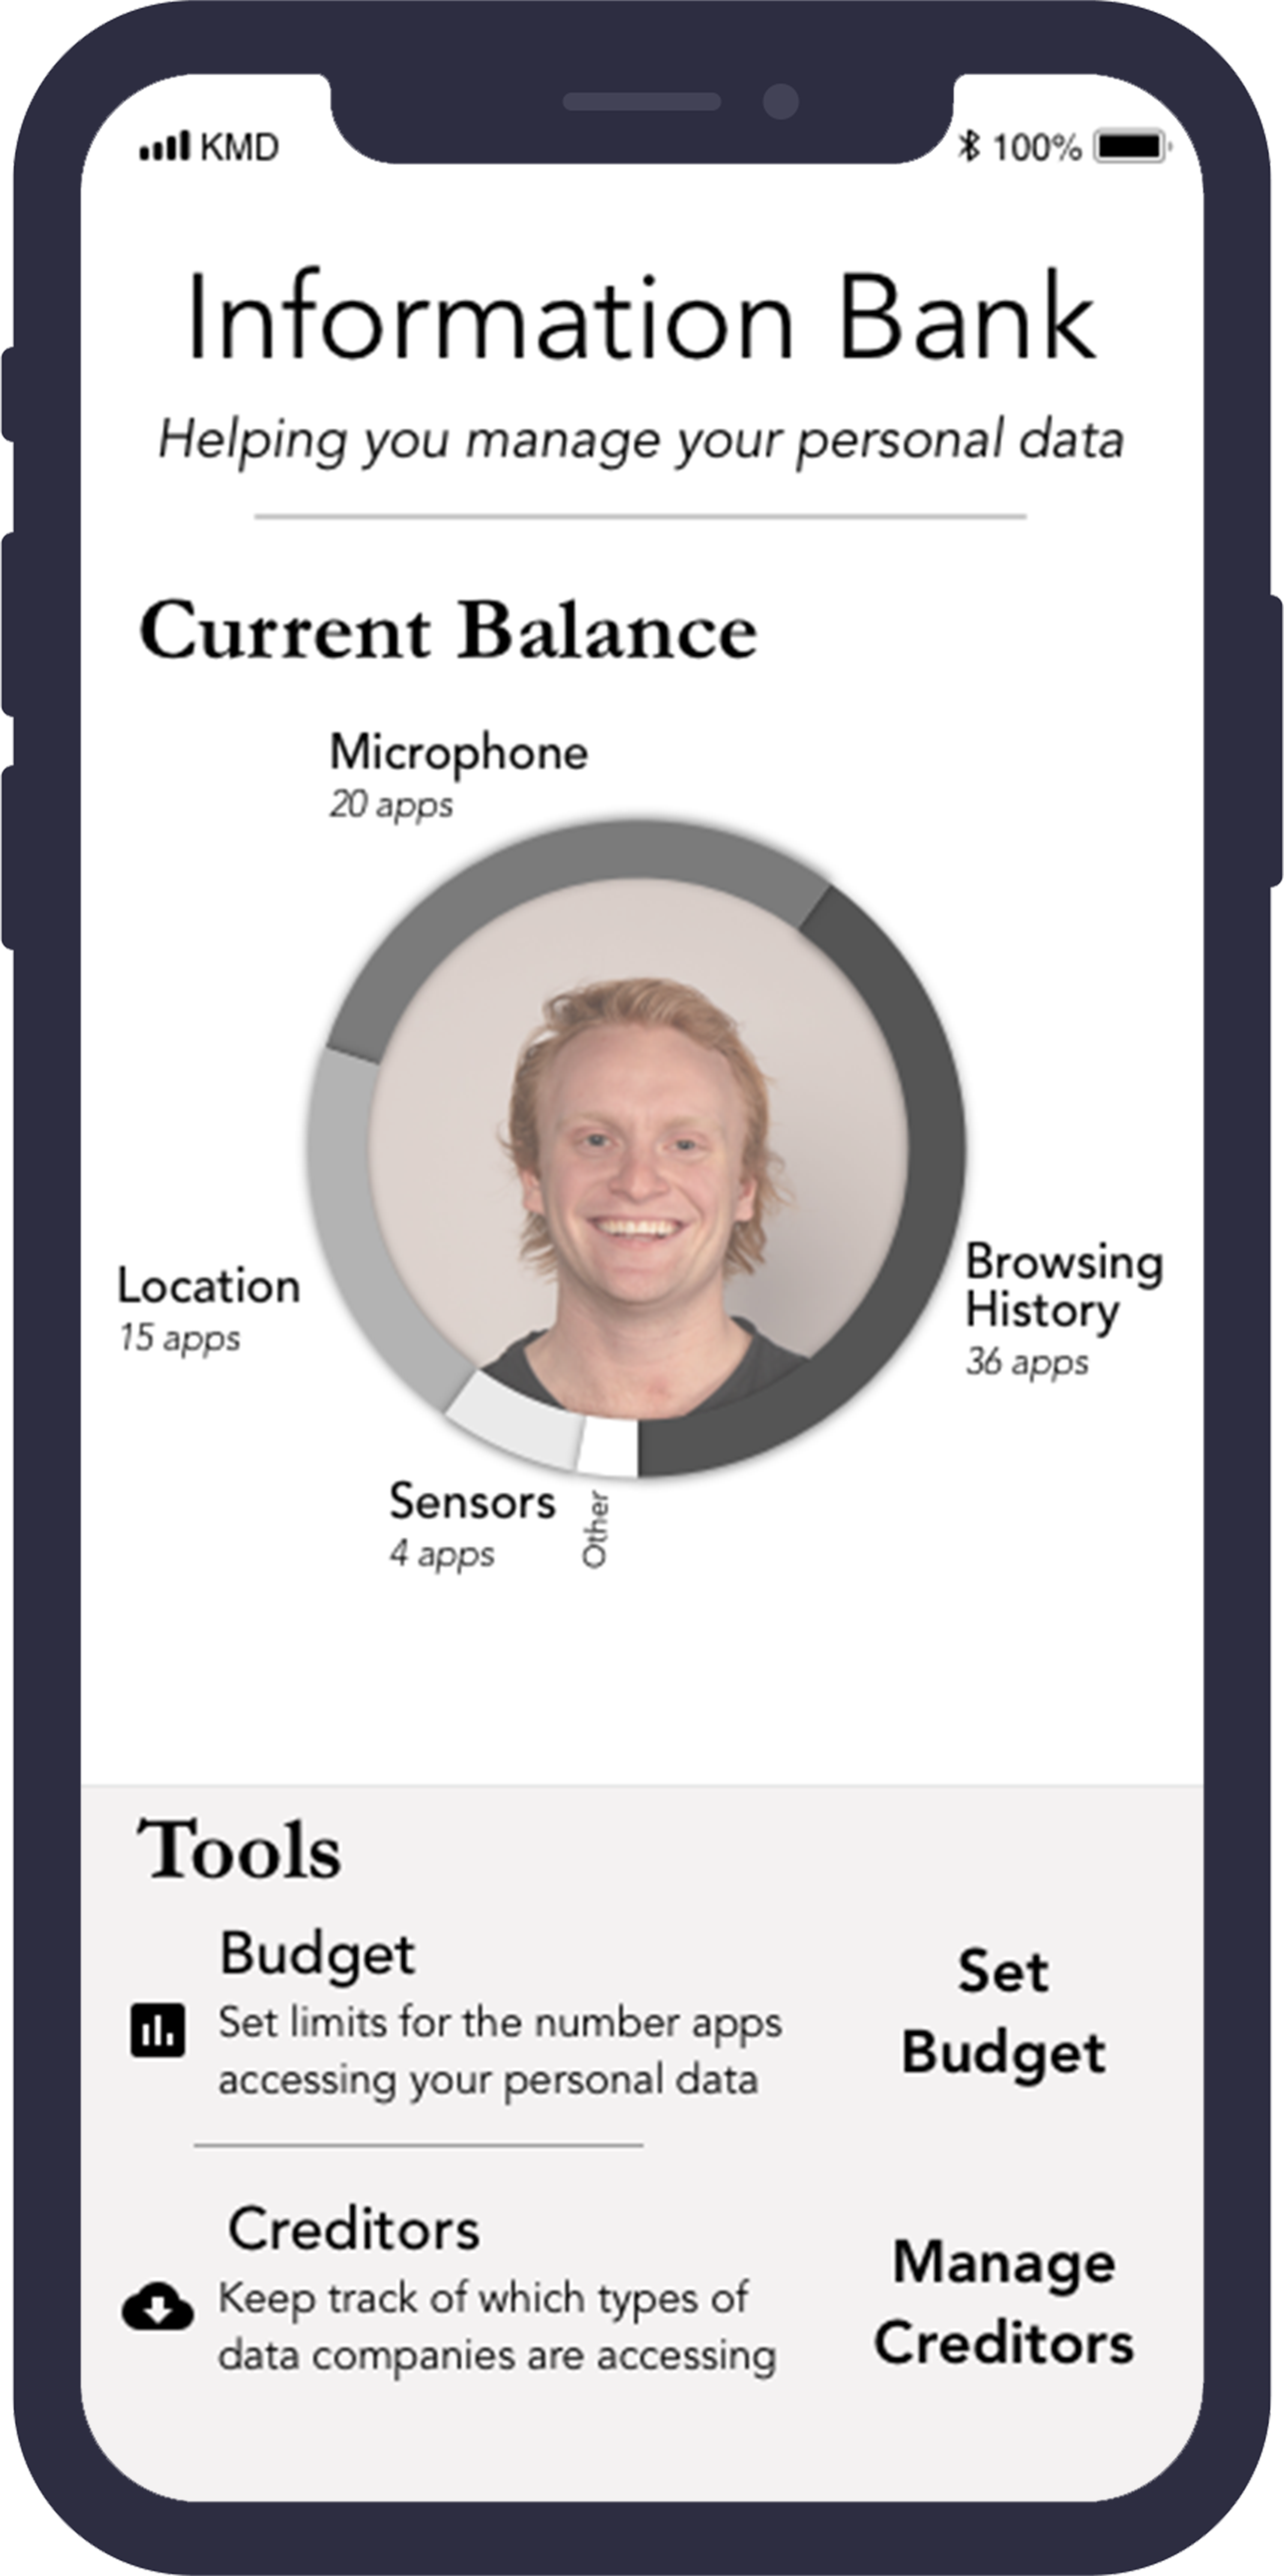 KMD
100%
Information Bank
Helping you manage your personal data
Current Balance
Microphone
20 apps
Browsing
History
36 apps
Location
15 apps
Sensors
4 apps
Other
Tools
Budget
Set limits for the number apps
accessing your personal data
Set
Budget
Creditors
Keep track of which types of
data companies are accessing
Manage
Creditors